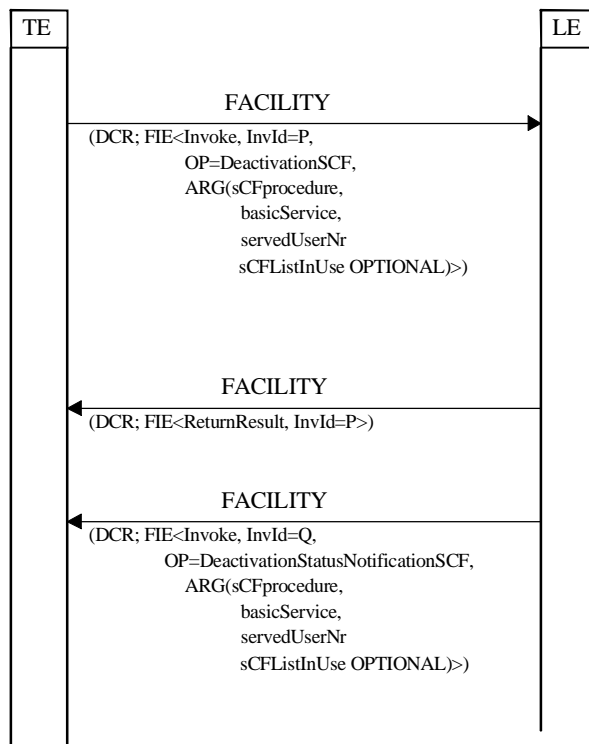 TE LE
FACILITY
(DCR; FIE<Invoke, InvId=P,
OP=DeactivationSCF,
ARG(sCFprocedure,
basicService,
servedUserNr
sCFListInUse OPTIONAL)>)
FACILITY
(DCR; FIE<ReturnResult, InvId=P>)
FACILITY
(DCR; FIE<Invoke, InvId=Q,
OP=DeactivationStatusNotificationSCF,
ARG(sCFprocedure,
basicService,
servedUserNr
sCFListInUse OPTIONAL)>)